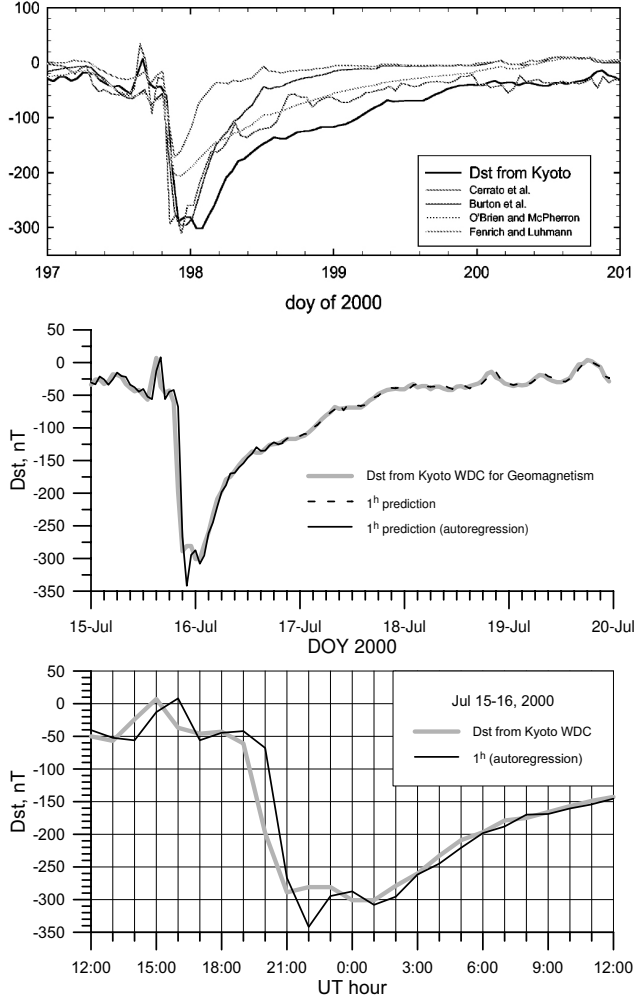 100
0
-100
-200
-300
197 198 199 200 201
doy of 2000
Dst from Kyoto
Cerrato et al.
Burton et al.
O'Brien and McPherron
Fenrich and Luhmann
50
0
-50
-100
-150
-200
-250
-300
-350
Dst, nT
Dst from Kyoto WDC for Geomagnetism
1h prediction
1h prediction (autoregression)
15-Jul 16-Jul 17-Jul 18-Jul 19-Jul 20-Jul
DOY 2000
50
0
-50
-100
-150
-200
-250
-300
-350
Dst, nT
Jul 15-16, 2000
Dst from Kyoto WDC
1h (autoregression)
12:00 15:00 18:00 21:00 0:00 3:00 6:00 9:00 12:00
UT hour